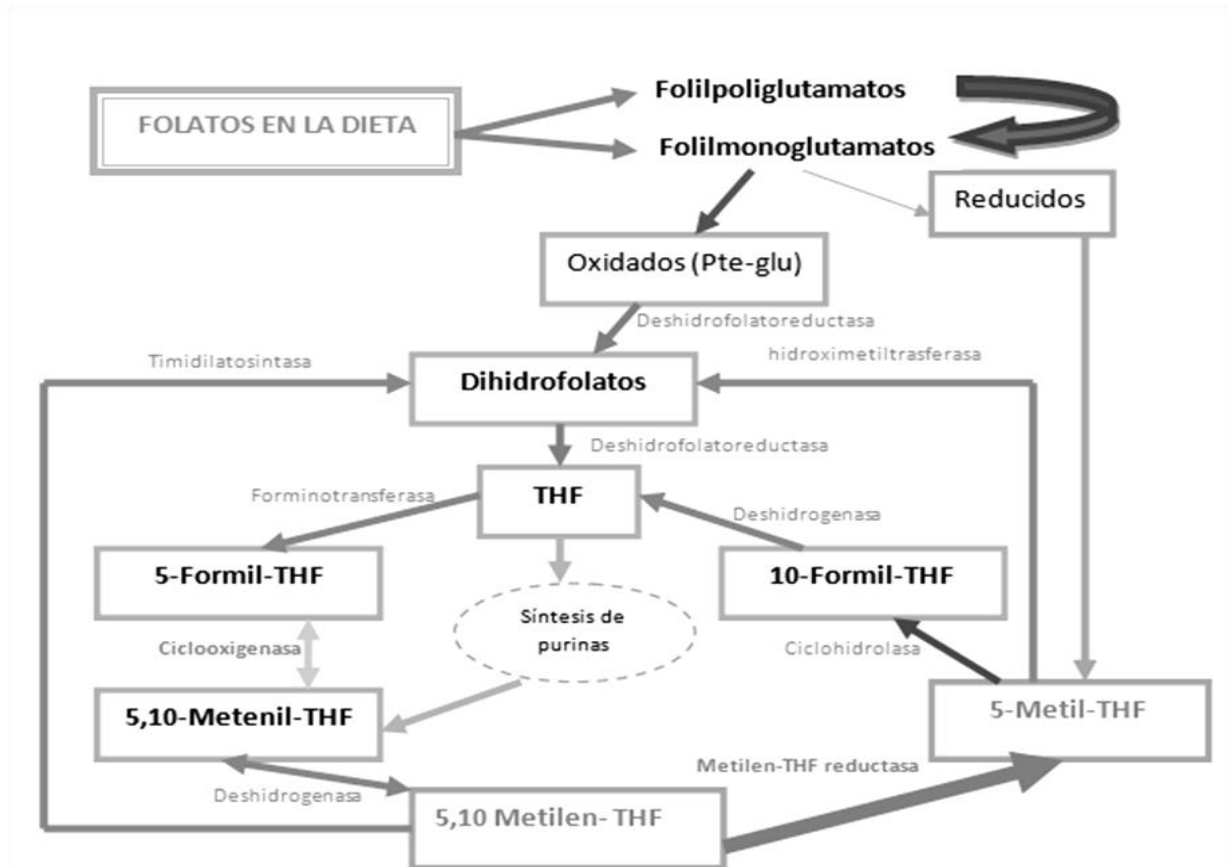 Folilpoliglutamatos
FOLATOS EN LA DIETA
Folilmonoglutamatos
Reducidos
Oxidados (Pte-glu)
Deshidrofolatoreductasa
Timidilatosintasa
hidroximetiltrasferasa
Dihidrofolatos
Deshidrofolatoreductasa
THF
Forminotransferasa
Deshidrogenasa
5-Formil-THF
10-Formil-THF
Síntesis de
purinas
Ciclooxigenasa
Ciclohidrolasa
5,10-Metenil-THF
5-Metil-THF
Metilen-THF reductasa
Deshidrogenasa
5,10 Metilen- THF